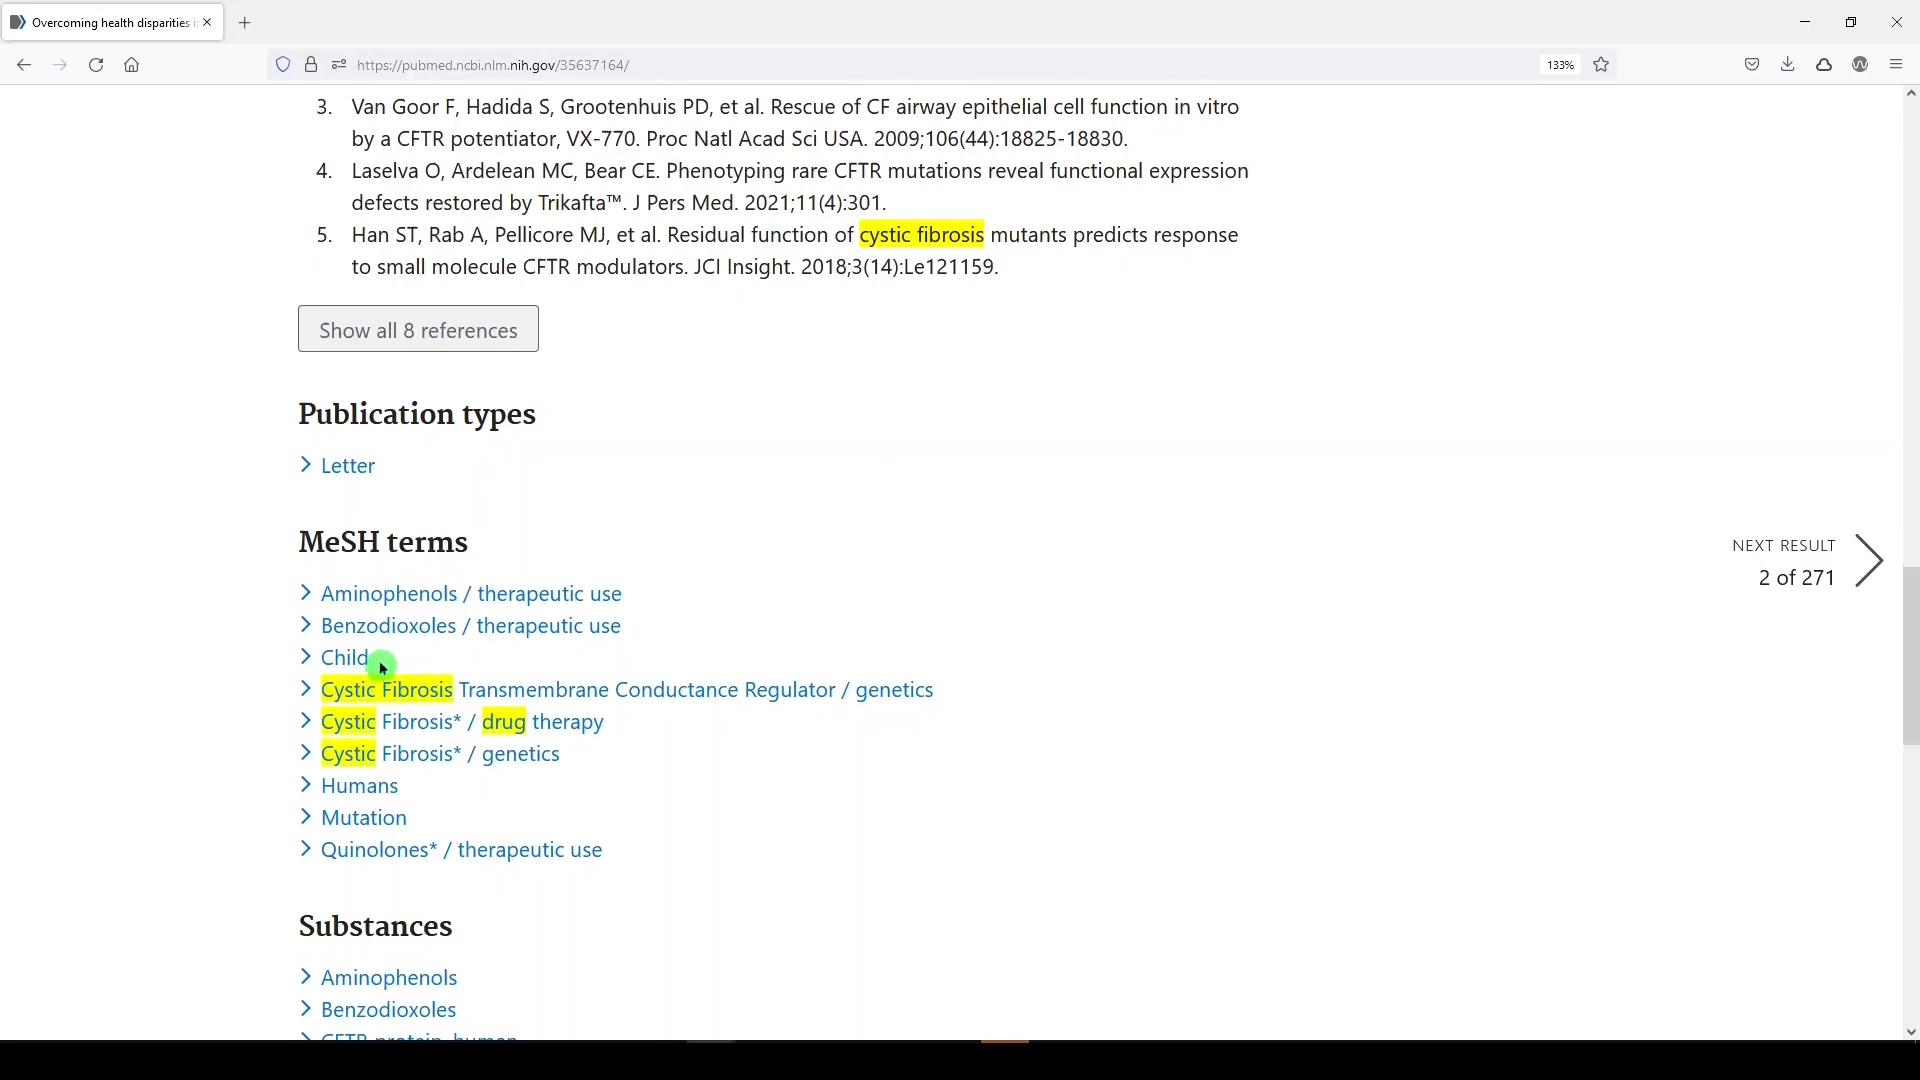 Overcoming health disparities i
https://pubmed.ncbi.nlm.nih.gov/35637164/
133%
3. Van Goor F, Hadida S, Grootenhuis PD, et al. Rescue of CF airway epithelial cell function in vitro
by a CFTR potentiator, VX-770. Proc Natl Acad Sci USA. 2009;106(44):18825-18830.
4. Laselva O, Ardelean MC, Bear CE. Phenotyping rare CFTR mutations reveal functional expression
defects restored by Trikafta™. J Pers Med. 2021;11(4):301.
5. Han ST, Rab A, Pellicore MJ, et al. Residual function of cystic fibrosis mutants predicts response
to small molecule CFTR modulators. JCI Insight. 2018;3(14):Le121159.
Show all 8 references
Publication types
Letter
MeSH terms
Aminophenols / therapeutic use
Benzodioxoles / therapeutic use
Child
Cystic Fibrosis Transmembrane Conductance Regulator / genetics
Cystic Fibrosis* / drug therapy
Cystic Fibrosis* / genetics
Humans
Mutation
Quinolones* / therapeutic use
NEXT RESULT
2 of 271
Substances
Aminophenols
Benzodioxoles
CFTR protein, human